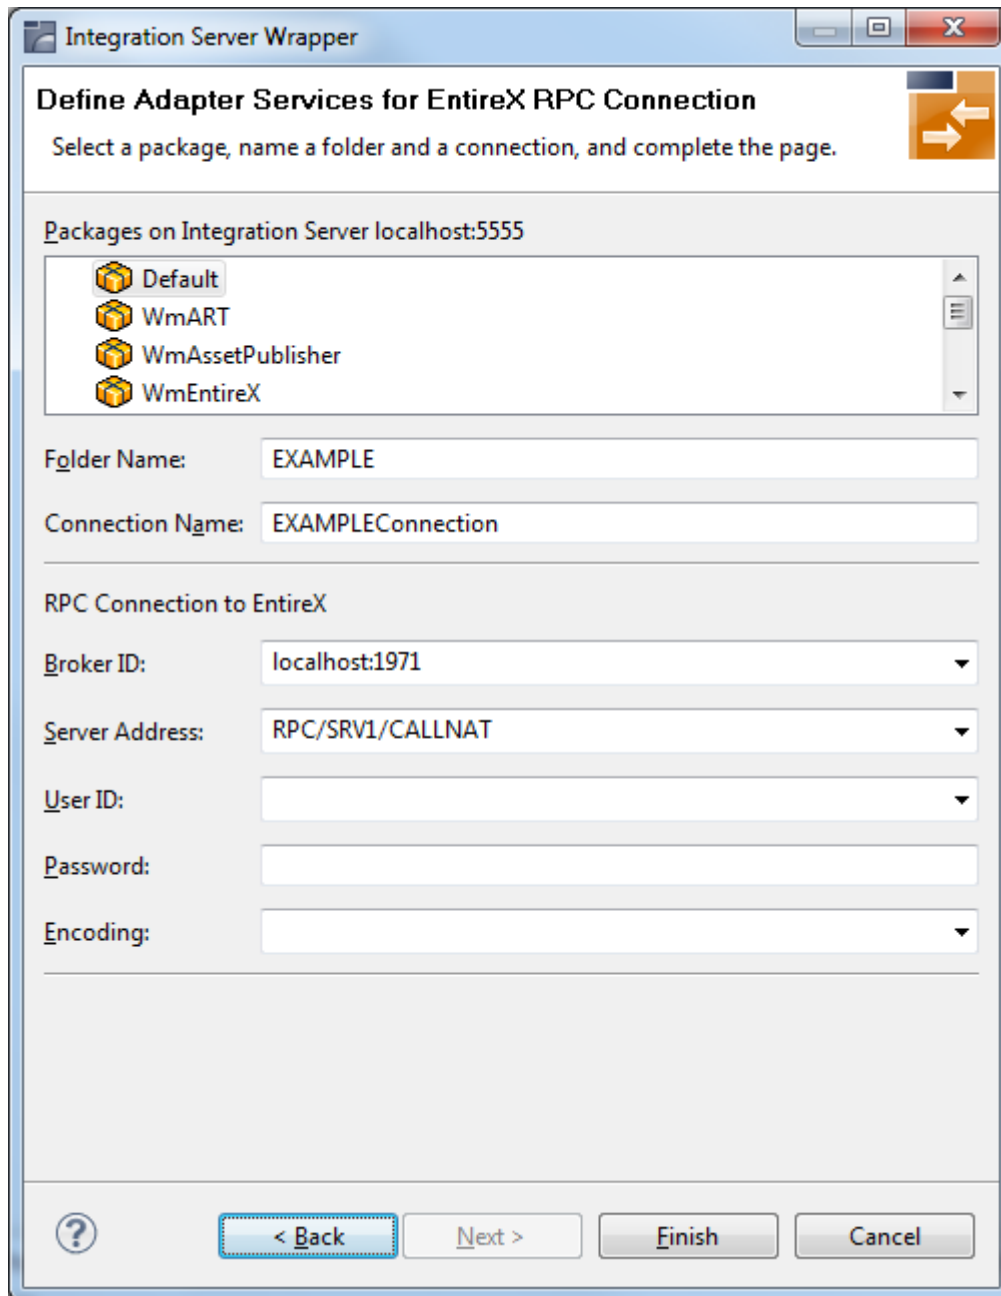 Integration Server Wrapper
Define Adapter Services for EntireX RPC Connection
Select a package, name a folder and a connection, and complete the page.
Packages on Integration Server localhost:5555
Default
WmART
WmAssetPublisher
WmEntireX
Folder Name: EXAMPLE
Connection Name: EXAMPLEConnection
RPC Connection to EntireX
Broker ID: localhost:1971
Server Address: RPC/SRV1/CALLNAT
User ID:
Password:
Encoding:
? < Back Next > Finish Cancel